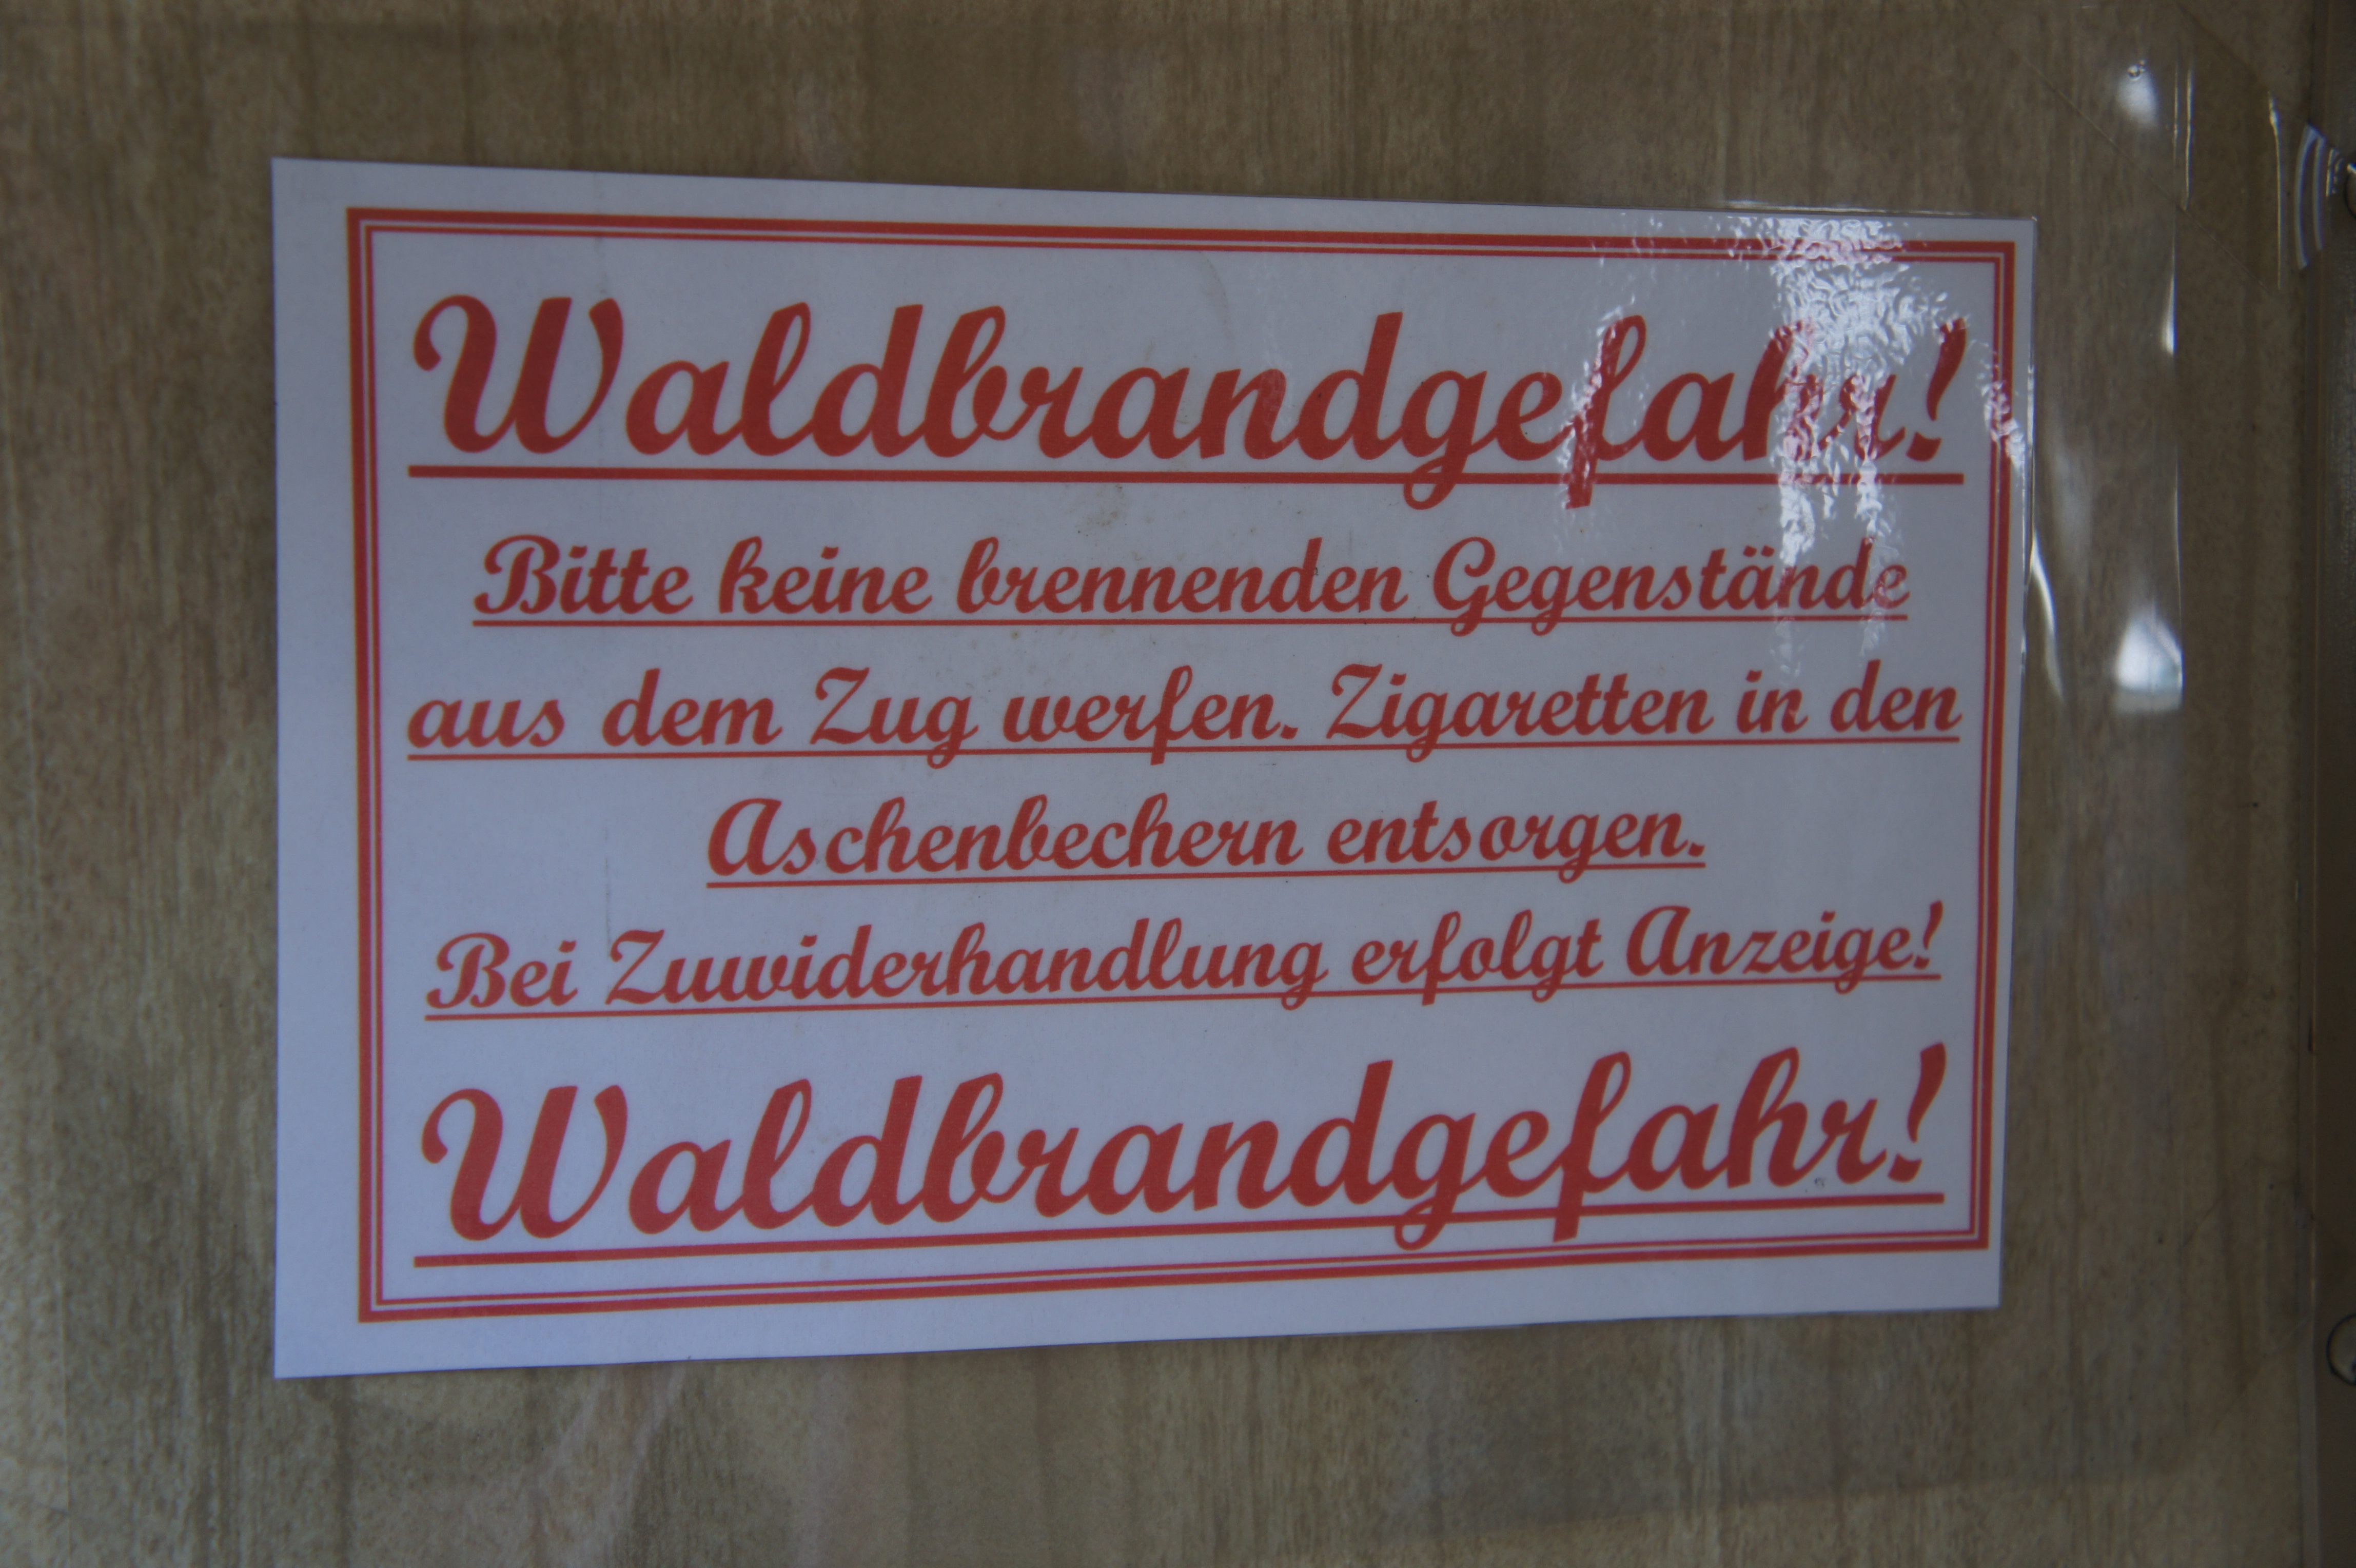 Waldbrandgefahr!
Bitte keine brennenden Gegenstände
aus dem Zug werfen. Zigaretten in den
Aschenbechern entsorgen.
Bei Zuwiderhandlung erfolgt Anzeige!
Waldbrandgefahr!